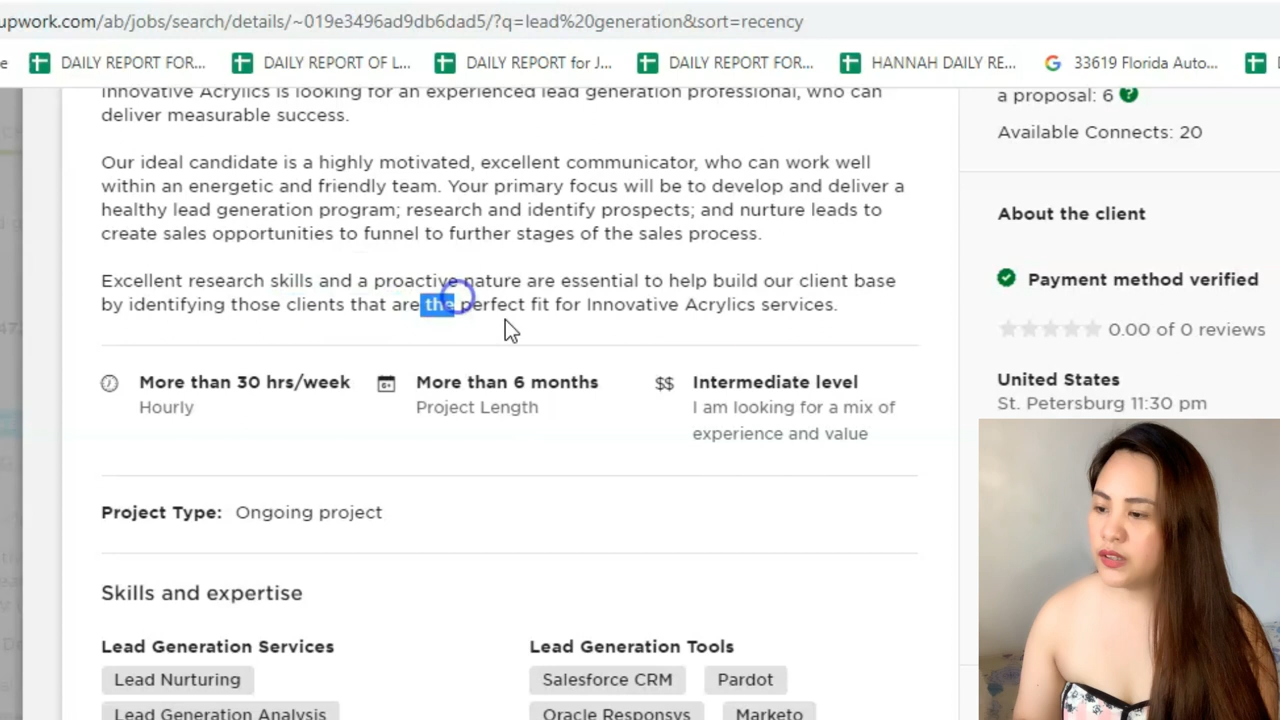 upwork.com/ab/jobs/search/details/~019e3496ad9db6dad5/?q=lead%20generation&sort=recency
e DAILY REPORT FOR... DAILY REPORT OF L... DAILY REPORT for J... DAILY REPORT FOR... HANNAH DAILY RE... 33619 Florida Auto...
Innovative Acrylics is looking for an experienced lead generation professional, who can
deliver measurable success.
Our ideal candidate is a highly motivated, excellent communicator, who can work well
within an energetic and friendly team. Your primary focus will be to develop and deliver a
healthy lead generation program; research and identify prospects; and nurture leads to
create sales opportunities to funnel to further stages of the sales process.
Excellent research skills and a proactive nature are essential to help build our client base
by identifying those clients that are the perfect fit for Innovative Acrylics services.
More than 30 hrs/week
Hourly
More than 6 months
Project Length
$$ Intermediate level
I am looking for a mix of
experience and value
Project Type: Ongoing project
Skills and expertise
Lead Generation Services
Lead Nurturing
Lead Generation Analysis
Lead Generation Tools
Salesforce CRM Pardot
Oracle Responsys Marketo
a proposal: 6 ?
Available Connects: 20
About the client
Payment method verified
0.00 of 0 reviews
United States
St. Petersburg 11:30 pm